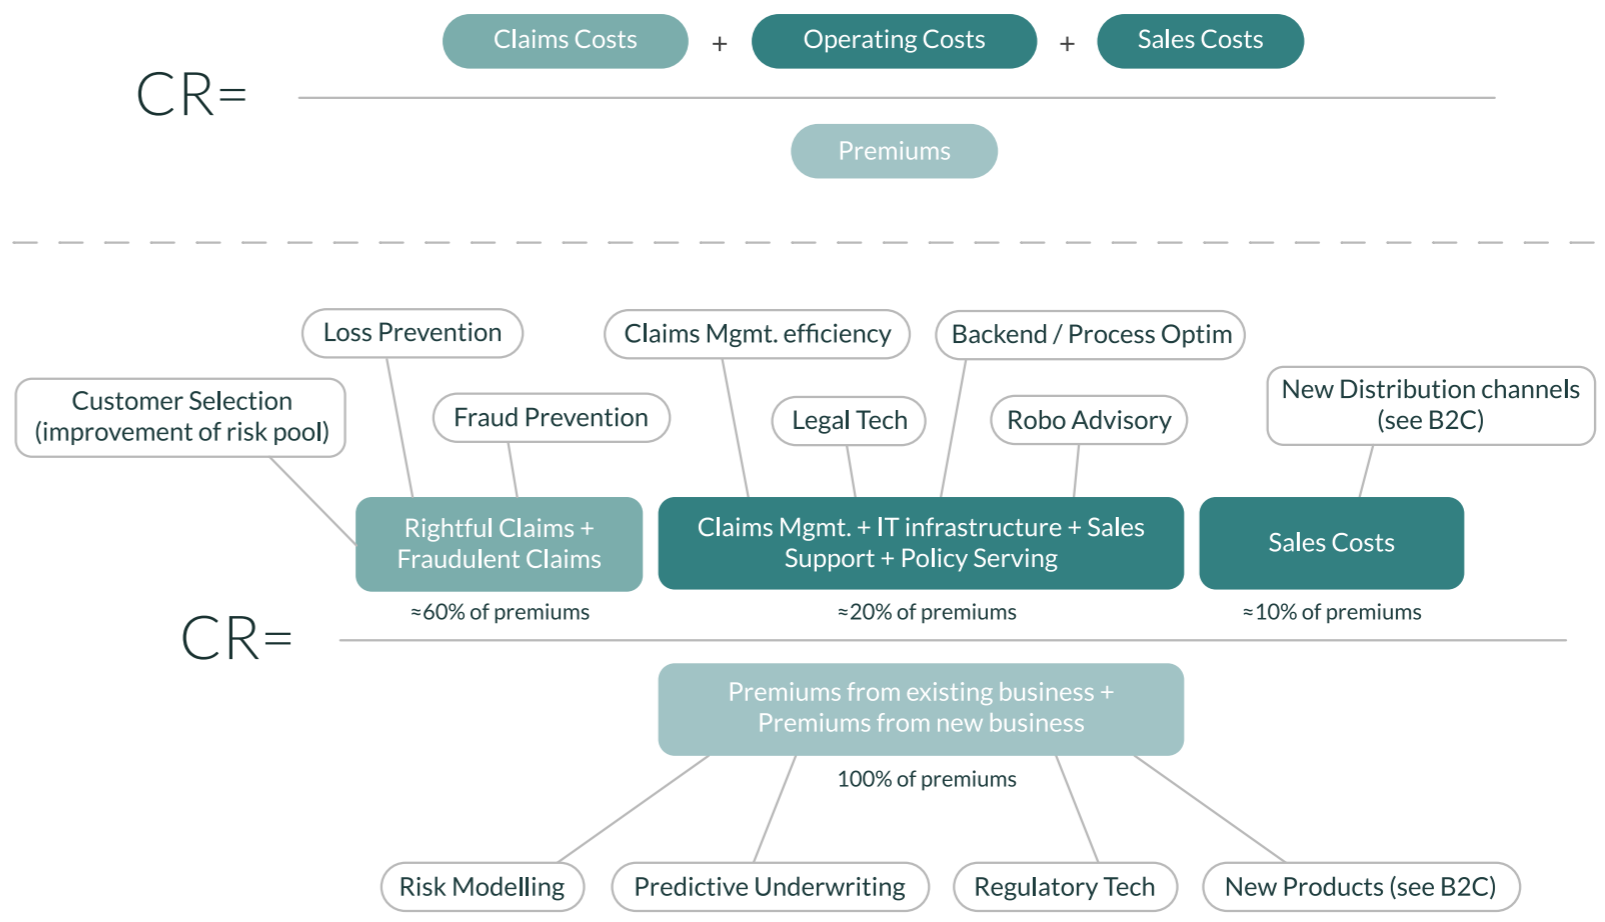 Claims Costs + Operating Costs + Sales Costs
CR=
Premiums
Loss Prevention
Claims Mgmt. efficiency
Backend / Process Optim
Customer Selection
(improvement of risk pool)
Fraud Prevention
Legal Tech
Robo Advisory
New Distribution channels
(see B2C)
Rightful Claims +
Fraudulent Claims
Claims Mgmt. + IT infrastructure + Sales
Support + Policy Serving
Sales Costs
≈60% of premiums
≈20% of premiums
≈10% of premiums
CR=
Premiums from existing business +
Premiums from new business
100% of premiums
Risk Modelling
Predictive Underwriting
Regulatory Tech
New Products (see B2C)